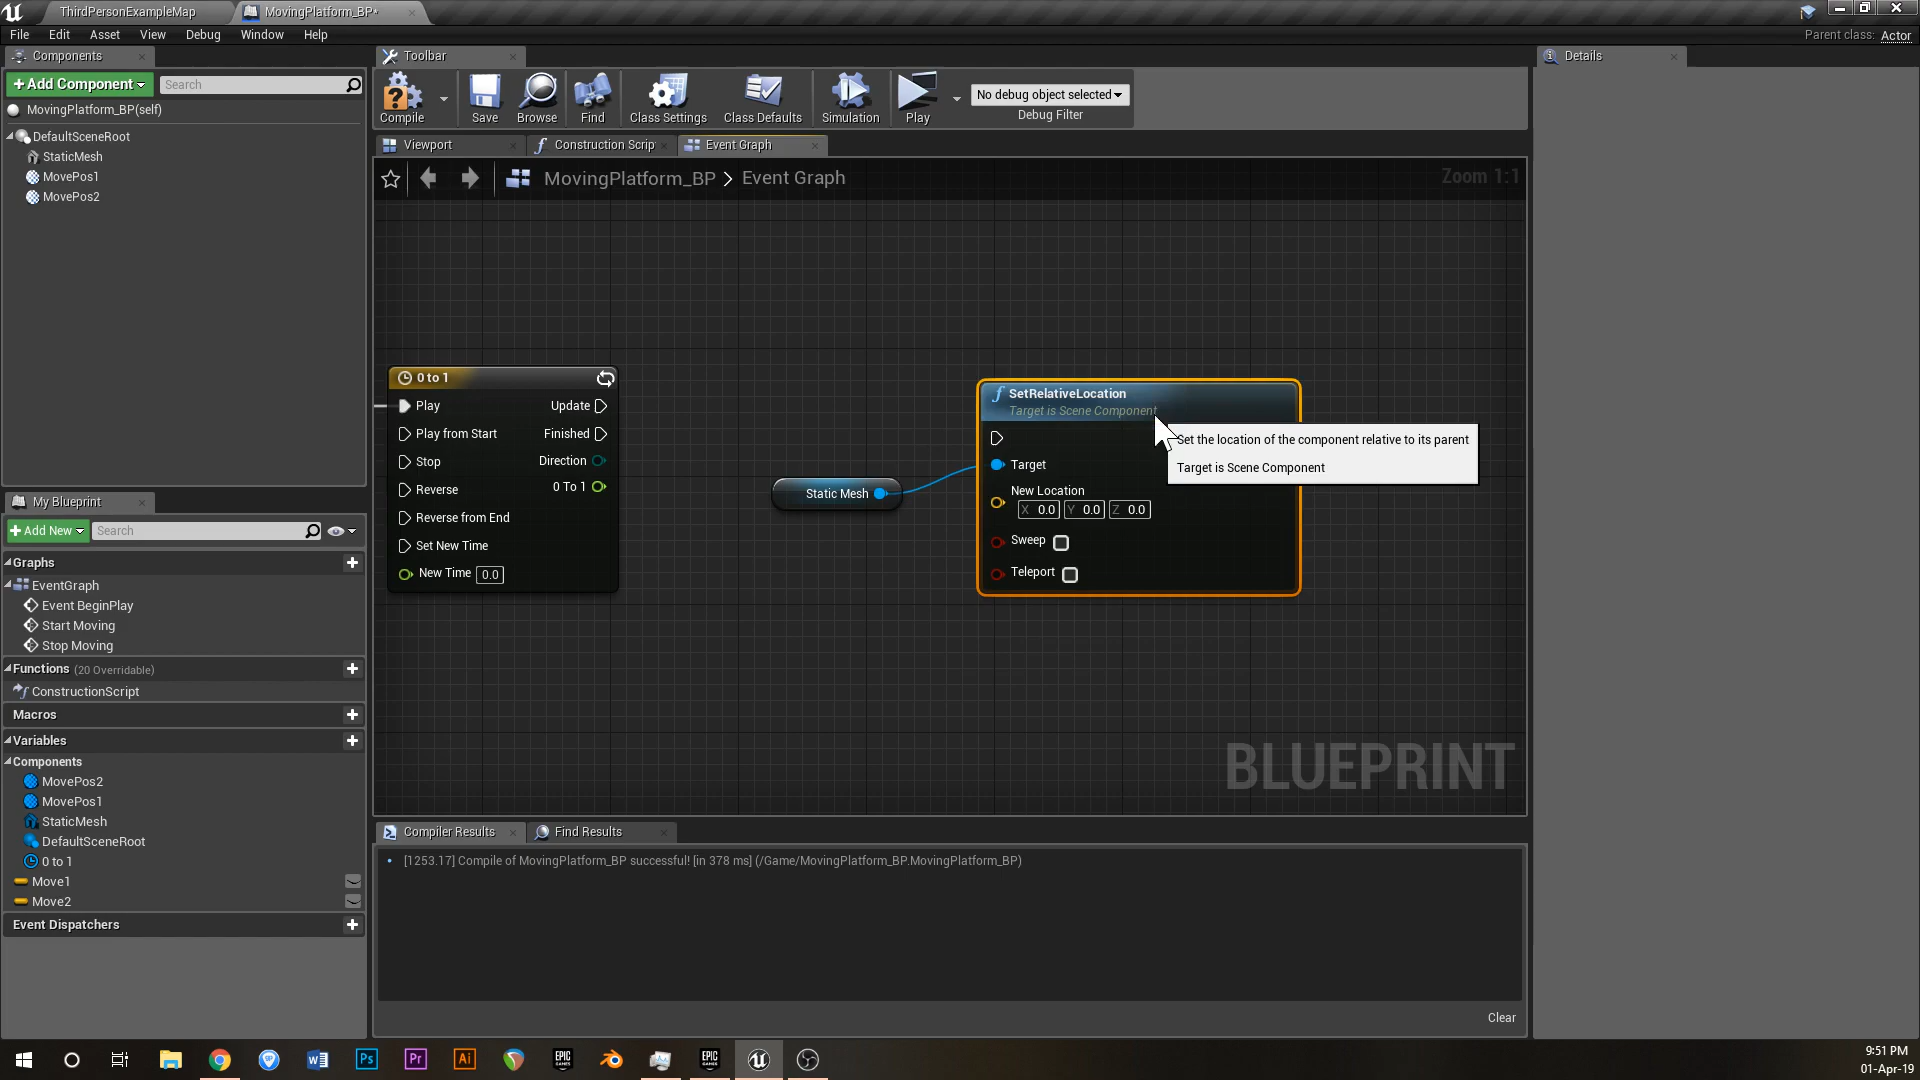 ThirdPersonExampleMap
MovingPlatform_BP*
File Edit Asset View Debug Window Help
Parent class: Actor
Components
Toolbar
Details
+ Add Component
Search
MovingPlatform_BP(self)
DefaultSceneRoot
StaticMesh
MovePos1
MovePos2
Compile
Save
Browse
Find
Class Settings
Class Defaults
Simulation
Play
No debug object selected
Debug Filter
Viewport
Construction Scrip
Event Graph
MovingPlatform_BP > Event Graph
Zoom 1:1
0 to 1
Play
Update
Play from Start
Finished
Stop
Direction
Reverse
0 To 1
Reverse from End
Set New Time
New Time 0.0
Static Mesh
SetRelativeLocation
Target is Scene Component
Target
New Location
X 0.0 Y 0.0 Z 0.0
Sweep
Teleport
Set the location of the component relative to its parent
Target is Scene Component
BLUEPRINT
My Blueprint
+ Add New
Search
Graphs
EventGraph
Event BeginPlay
Start Moving
Stop Moving
Functions (20 Overridable)
ConstructionScript
Macros
Variables
Components
MovePos2
MovePos1
StaticMesh
DefaultSceneRoot
0 to 1
Move1
Move2
Event Dispatchers
Compiler Results
Find Results
[1253.17] Compile of MovingPlatform_BP successful! [in 378 ms] (/Game/MovingPlatform_BP.MovingPlatform_BP)
Clear
Ps
Pr
Ai
EPIC GAMES
EPIC GAMES
9:51 PM
01-Apr-19